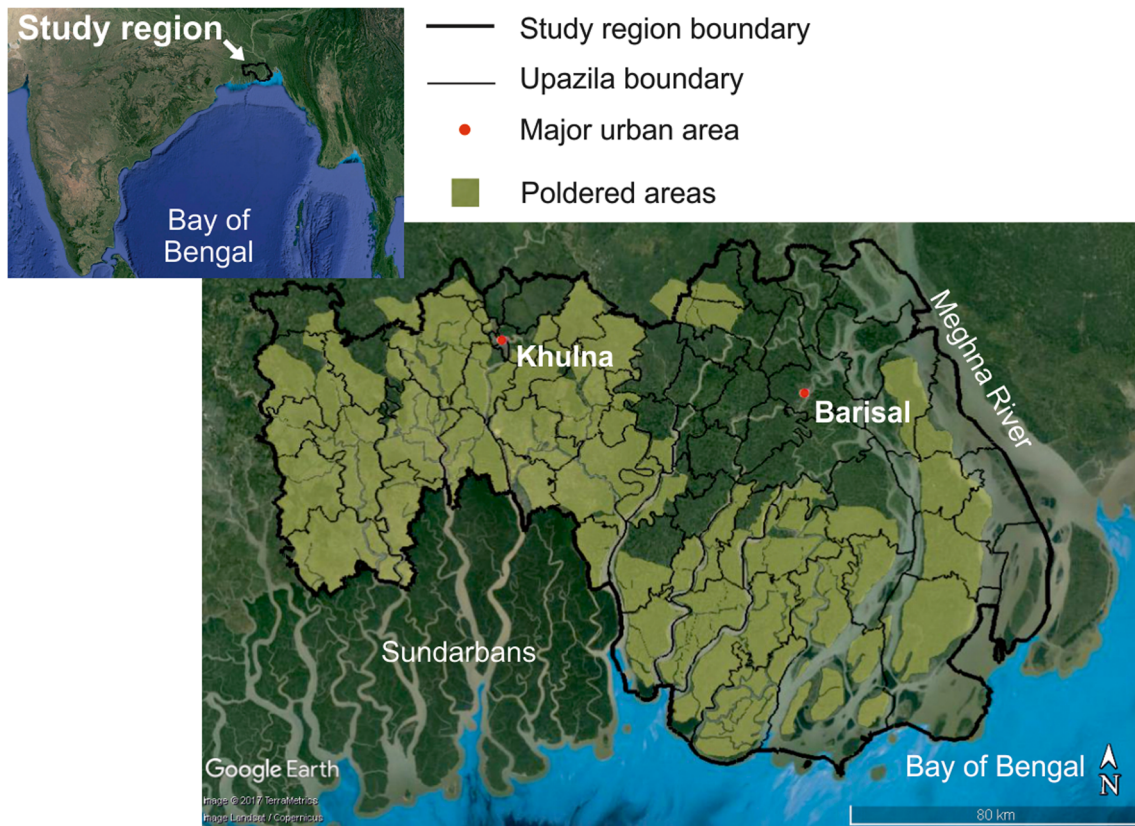 Study region
Bay of
Bengal
Study region boundary
Upazila boundary
Major urban area
Poldered areas
Meghna River
Khulna
Barisal
Sundarbans
Bay of Bengal
N
Google Earth
Image © 2017 TerraMetrics
Image Landsat / Copernicus
80 km